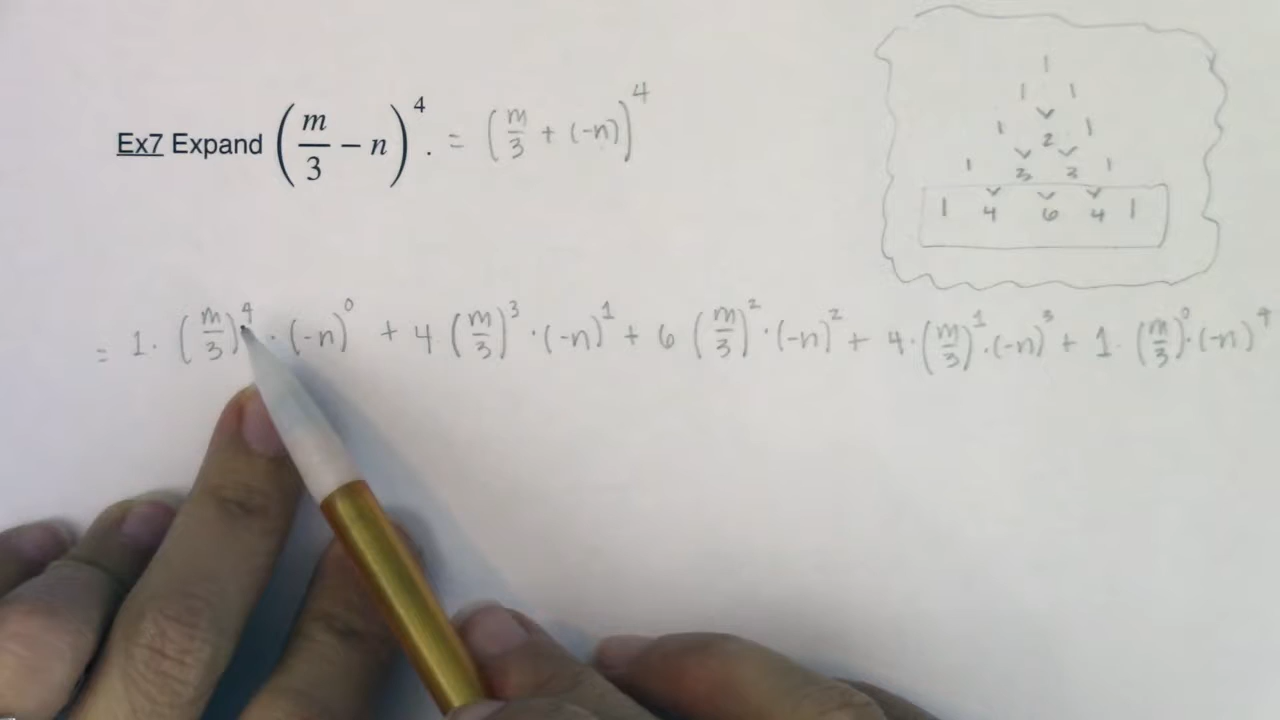 Ex7 Expand (m/3 − n)^4. = (m/3 + (-n))^4
1
1 1
1 2 1
1 3 3 1
1 4 6 4 1
= 1·(m/3)^4·(-n)^0 + 4·(m/3)^3·(-n)^1 + 6(m/3)^2·(-n)^2 + 4·(m/3)^1·(-n)^3 + 1·(m/3)^0·(-n)^4